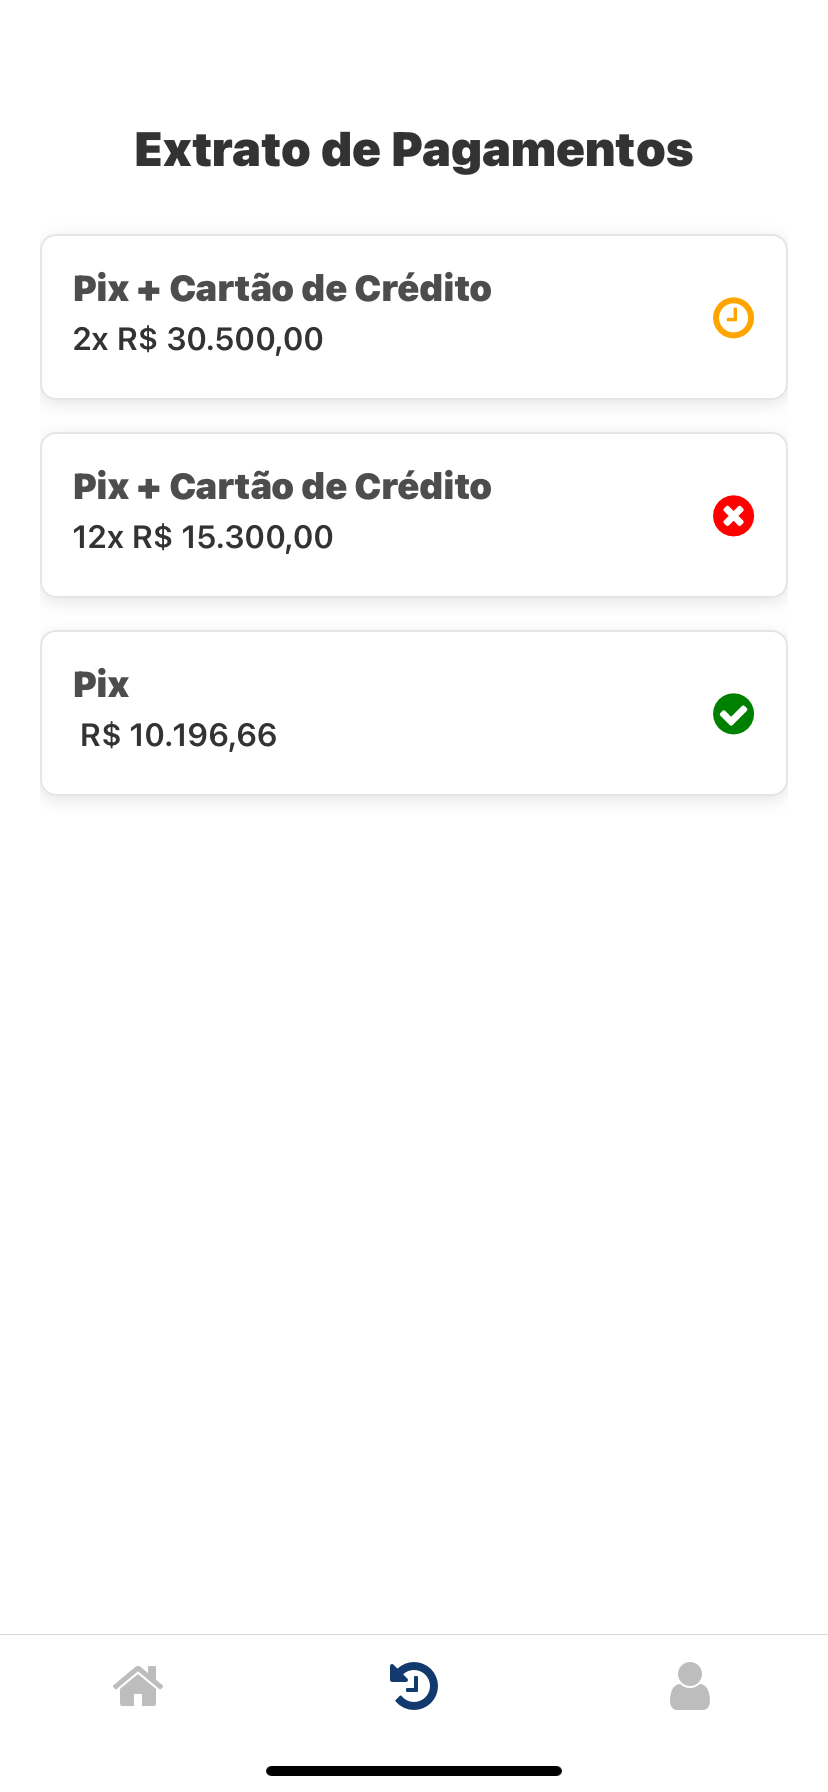 Extrato de Pagamentos
Pix + Cartão de Crédito
2x R$ 30.500,00
Pix + Cartão de Crédito
12x R$ 15.300,00
Pix
R$ 10.196,66